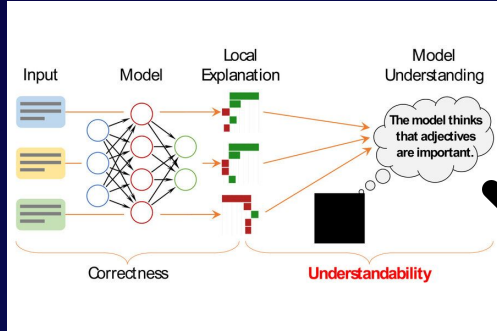 Input
Model
Local
Explanation
Model
Understanding
The model thinks
that adjectives
are important.
Correctness
Understandability